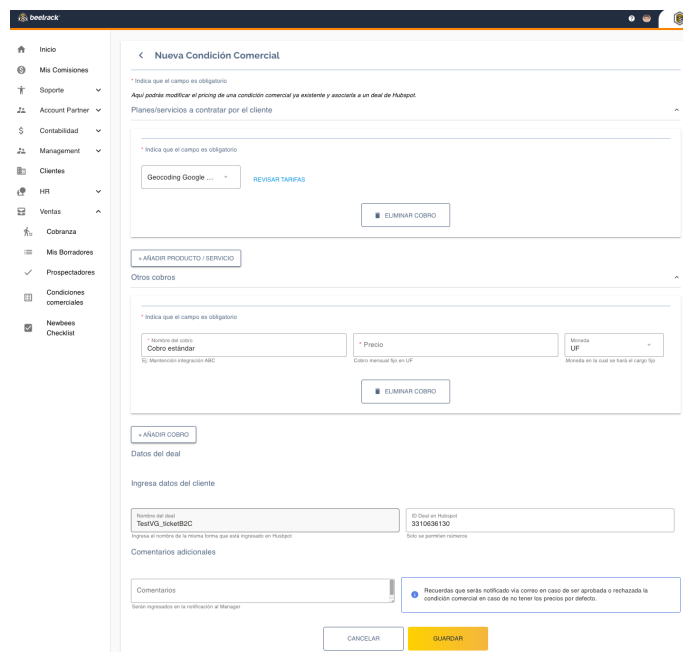 beetrack
Inicio
Mis Comisiones
Soporte
Account Partner
Contabilidad
Management
Clientes
HR
Ventas
Cobranza
Mis Borradores
Prospectadores
Condiciones
comerciales
Newbees
Checklist
Nueva Condición Comercial
* Indica que el campo es obligatorio
Aquí podrás modificar el pricing de una condición comercial ya existente y asociarla a un deal de Hubspot.
Planes/servicios a contratar por el cliente
* Indica que el campo es obligatorio
Geocoding Google ...
REVISAR TARIFAS
ELIMINAR COBRO
+ AÑADIR PRODUCTO / SERVICIO
Otros cobros
* Indica que el campo es obligatorio
* Nombre del cobro
Cobro estándar
Ej: Mantención integración ABC
* Precio
Cobro mensual fijo en UF
Moneda
UF
Moneda en la cual se hará el cargo fijo
ELIMINAR COBRO
+ AÑADIR COBRO
Datos del deal
Ingresa datos del cliente
Nombre del deal
TestVG_ticketB2C
Ingresa el nombre de la misma forma que está ingresado en Husbpot
ID Deal en Hubspot
3310636130
Solo se permiten números
Comentarios adicionales
Comentarios
Serán ingresados en la notificación al Manager
Recuerdas que serás notificado vía correo en caso de ser aprobada o rechazada la
condición comercial en caso de no tener los precios por defecto.
CANCELAR
GUARDAR